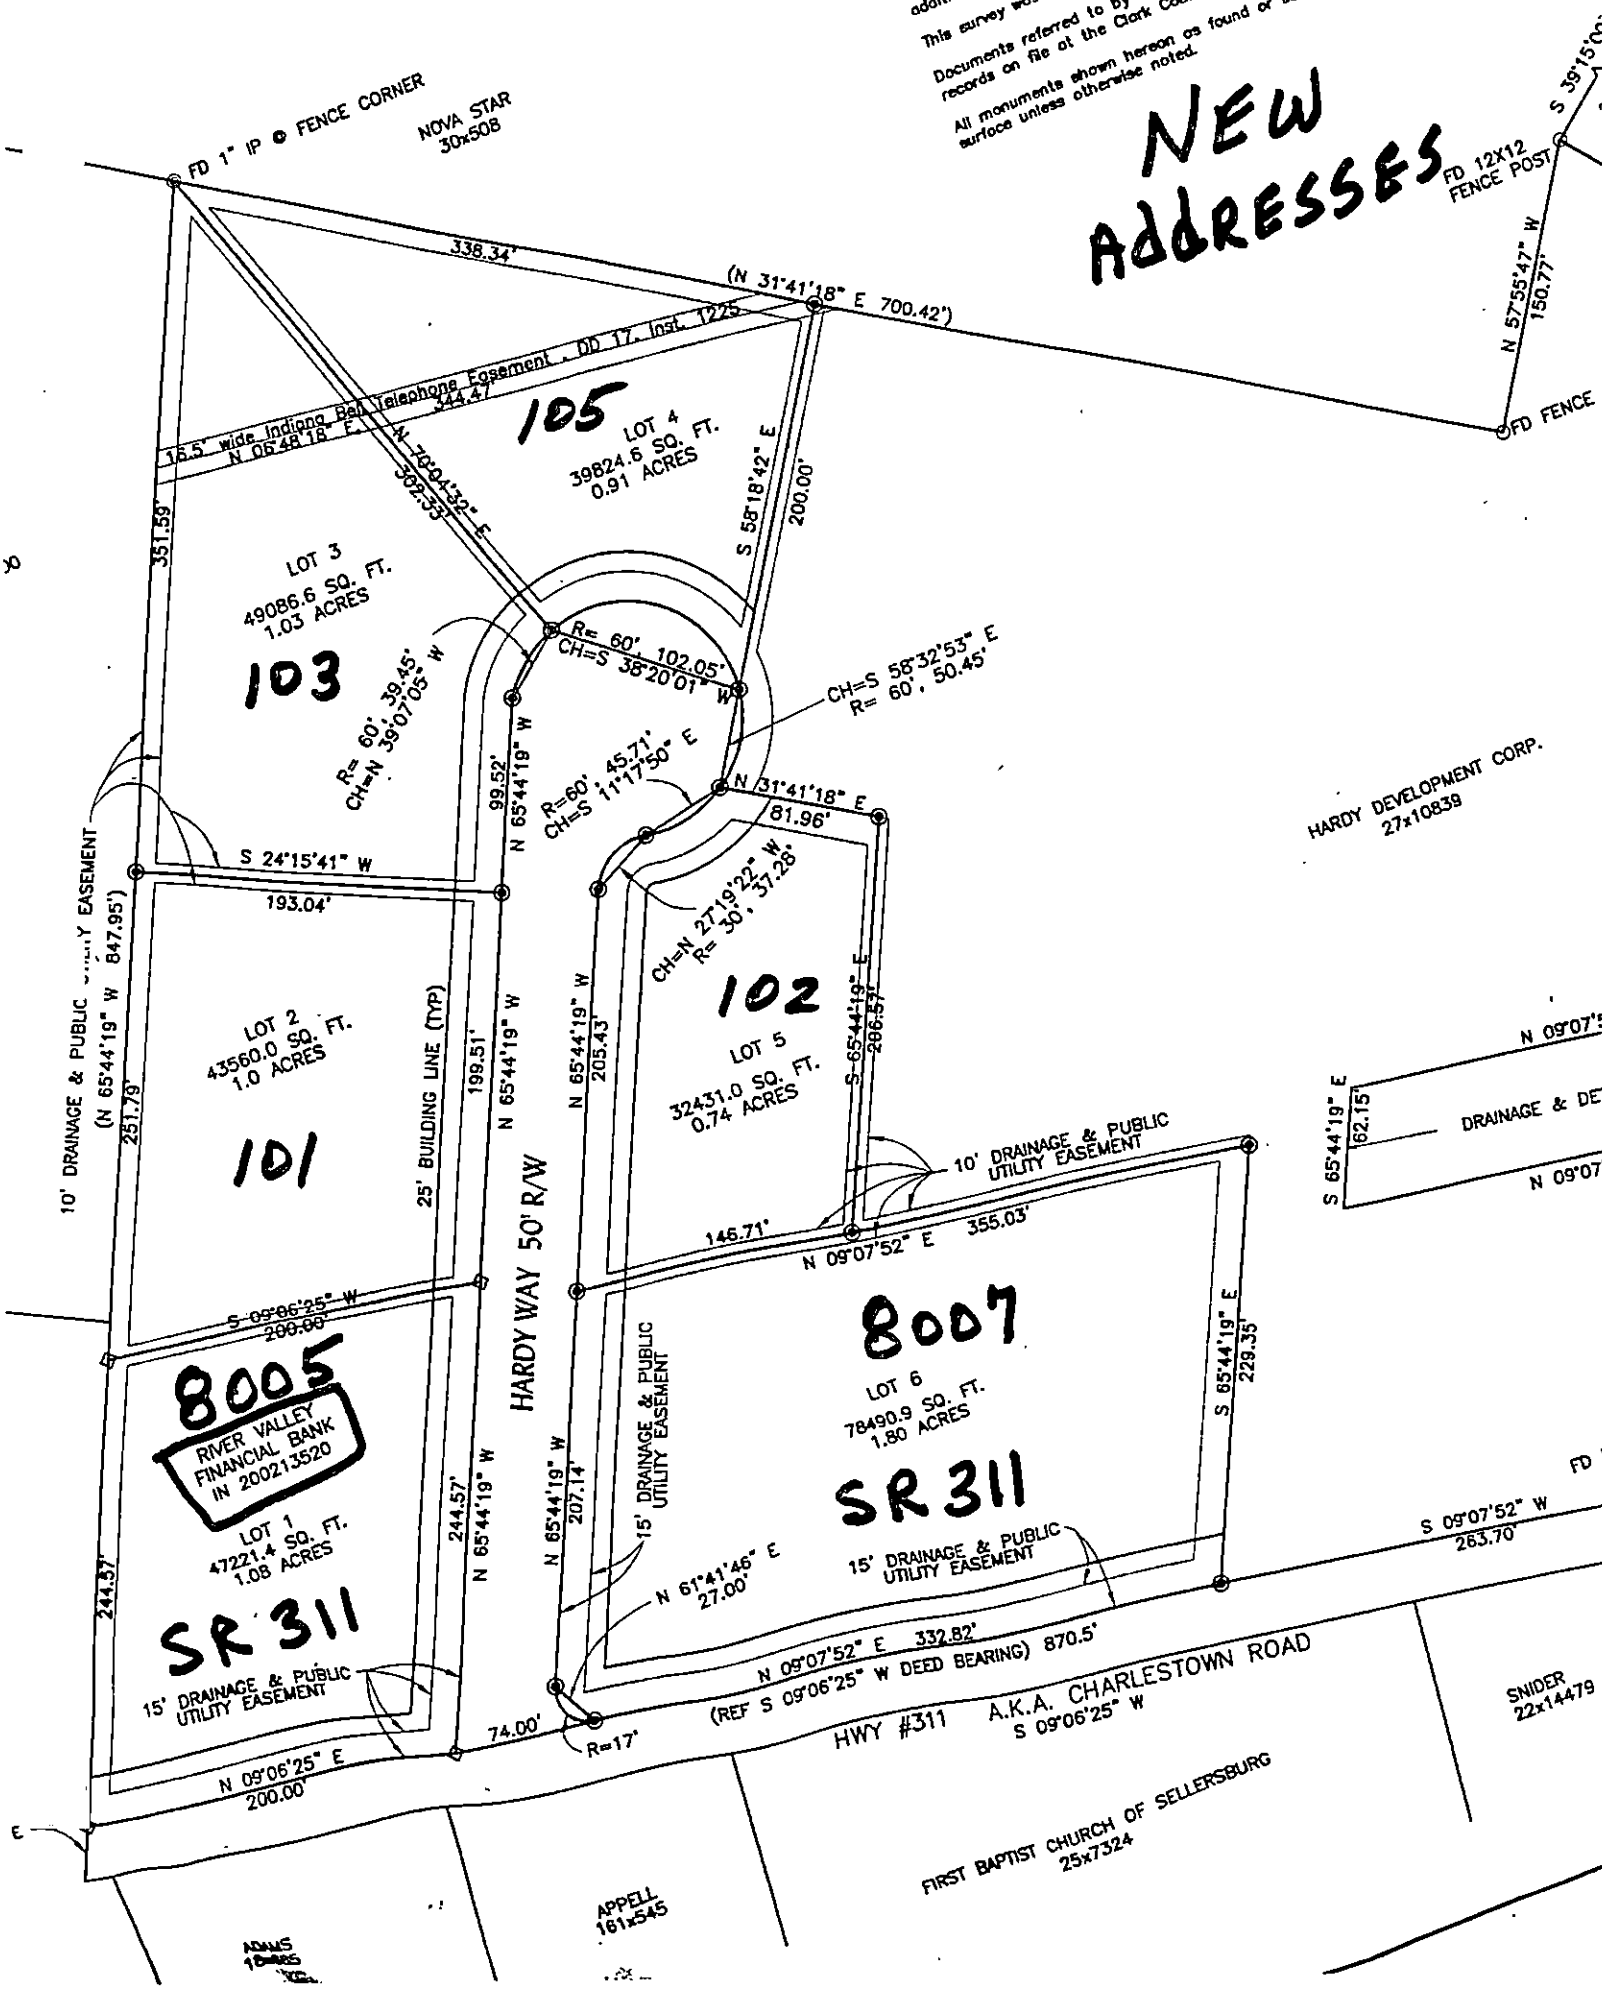 This survey
Documents referred to by
records on file at the Clark
All monuments shown hereon as found or
surface unless otherwise noted.
NEW
AddRESSES
FD 1" IP @ FENCE CORNER
NOVA STAR
30x508
S 39°15'
FD 12X12
FENCE POST
N 57°55'47" W
150.77'
FD FENCE
338.34'
(N 31°41'18" E 700.42')
16.5' wide Indiana Bell Telephone Easement . DD 17, Inst. 1225
N 06°48'18" E
344.47'
105
LOT 4
39824.6 SQ. FT.
0.91 ACRES
N 70°04'32" E
302.33'
S 58°18'42" E
200.00'
351.59'
LOT 3
49086.6 SQ. FT.
1.03 ACRES
103
R= 60', 39.45'
CH=N 39°07'05" W
R= 60', 102.05'
CH=S 38°20'01" W
CH=S 58°32'53" E
R= 60', 50.45'
99.52'
N 65°44'19" W
R=60', 45.71'
CH=S 11°17'50" E
N 31°41'18" E
81.96'
HARDY DEVELOPMENT CORP.
27x10839
S 24°15'41" W
193.04'
CH=N 27°19'22" W
R= 30', 37.28'
10' DRAINAGE & PUBLIC UTILITY EASEMENT
(N 65°44'19" W 847.95')
251.79'
LOT 2
43560.0 SQ. FT.
1.0 ACRES
101
25' BUILDING LINE (TYP)
199.51'
N 65°44'19" W
HARDY WAY 50' R/W
N 65°44'19" W
205.43'
102
LOT 5
32431.0 SQ. FT.
0.74 ACRES
S 65°44'19" E
206.57'
10' DRAINAGE & PUBLIC
UTILITY EASEMENT
N 09°07'
S 65°44'19" E
62.15'
DRAINAGE & DE
N 09°07
146.71'
N 09°07'52" E
355.03'
S 09°06'25" W
200.00'
8005
RIVER VALLEY
FINANCIAL BANK
IN 200213520
LOT 1
47221.4 SQ. FT.
1.08 ACRES
SR 311
244.57'
244.57'
N 65°44'19" W
N 65°44'19" W
207.14'
15' DRAINAGE & PUBLIC
UTILITY EASEMENT
8007
LOT 6
78490.9 SQ. FT.
1.80 ACRES
SR 311
S 65°44'19" E
229.35'
15' DRAINAGE & PUBLIC
UTILITY EASEMENT
N 61°41'46" E
27.00'
15' DRAINAGE & PUBLIC
UTILITY EASEMENT
FD
S 09°07'52" W
263.70'
N 09°07'52" E 332.82'
(REF S 09°06'25" W DEED BEARING) 870.5'
74.00'
R=17'
N 09°06'25" E
200.00'
HWY #311 A.K.A. CHARLESTOWN ROAD
S 09°06'25" W
E
SNIDER
22x14479
FIRST BAPTIST CHURCH OF SELLERSBURG
25x7324
APPELL
161x545
ADAMS